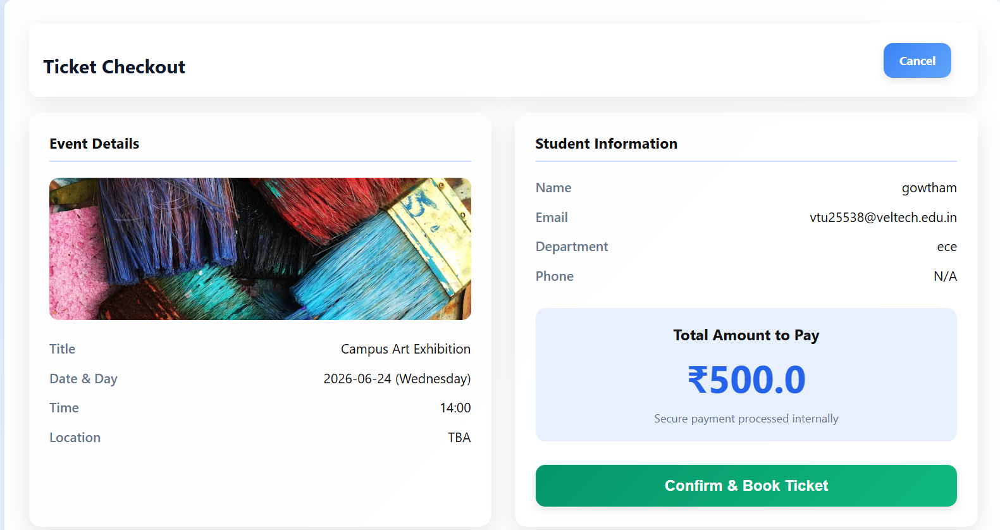 Ticket Checkout
Cancel
Event Details
Title Campus Art Exhibition
Date & Day 2026-06-24 (Wednesday)
Time 14:00
Location TBA
Student Information
Name gowtham
Email vtu25538@veltech.edu.in
Department ece
Phone N/A
Total Amount to Pay
₹500.0
Secure payment processed internally
Confirm & Book Ticket